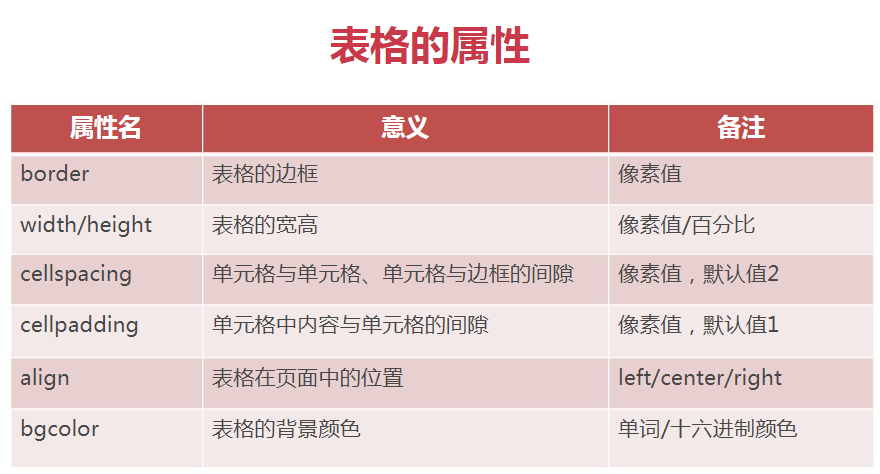 表格的属性
属性名 意义 备注
border 表格的边框 像素值
width/height 表格的宽高 像素值/百分比
cellspacing 单元格与单元格、单元格与边框的间隙 像素值，默认值2
cellpadding 单元格中内容与单元格的间隙 像素值，默认值1
align 表格在页面中的位置 left/center/right
bgcolor 表格的背景颜色 单词/十六进制颜色